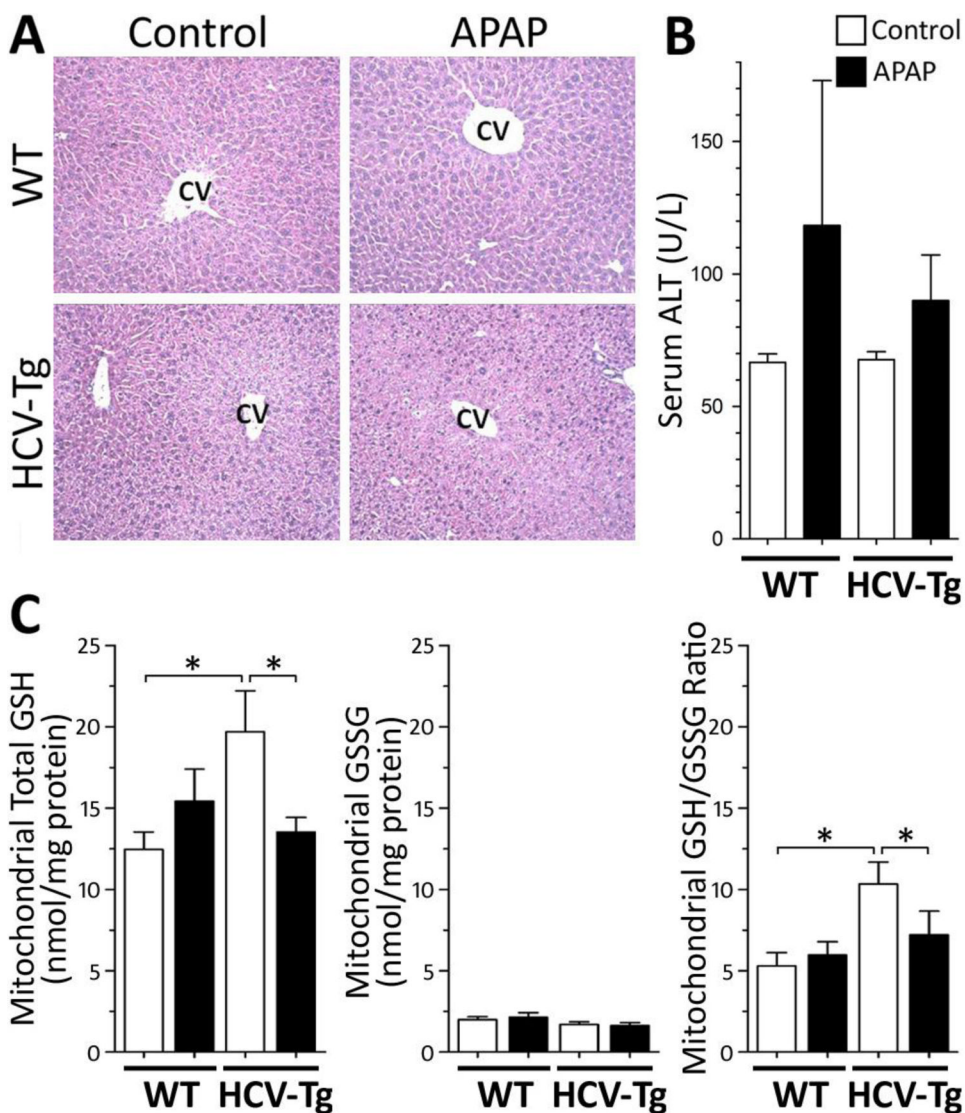 A
Control
APAP
WT
CV
CV
HCV-Tg
CV
CV
B
Control
APAP
Serum ALT (U/L)
150
100
50
0
WT
HCV-Tg
C
Mitochondrial Total GSH
(nmol/mg protein)
25
20
15
10
5
0
*
*
WT
HCV-Tg
Mitochondrial GSSG
(nmol/mg protein)
25
20
15
10
5
0
WT
HCV-Tg
Mitochondrial GSH/GSSG Ratio
25
20
15
10
5
0
*
*
WT
HCV-Tg